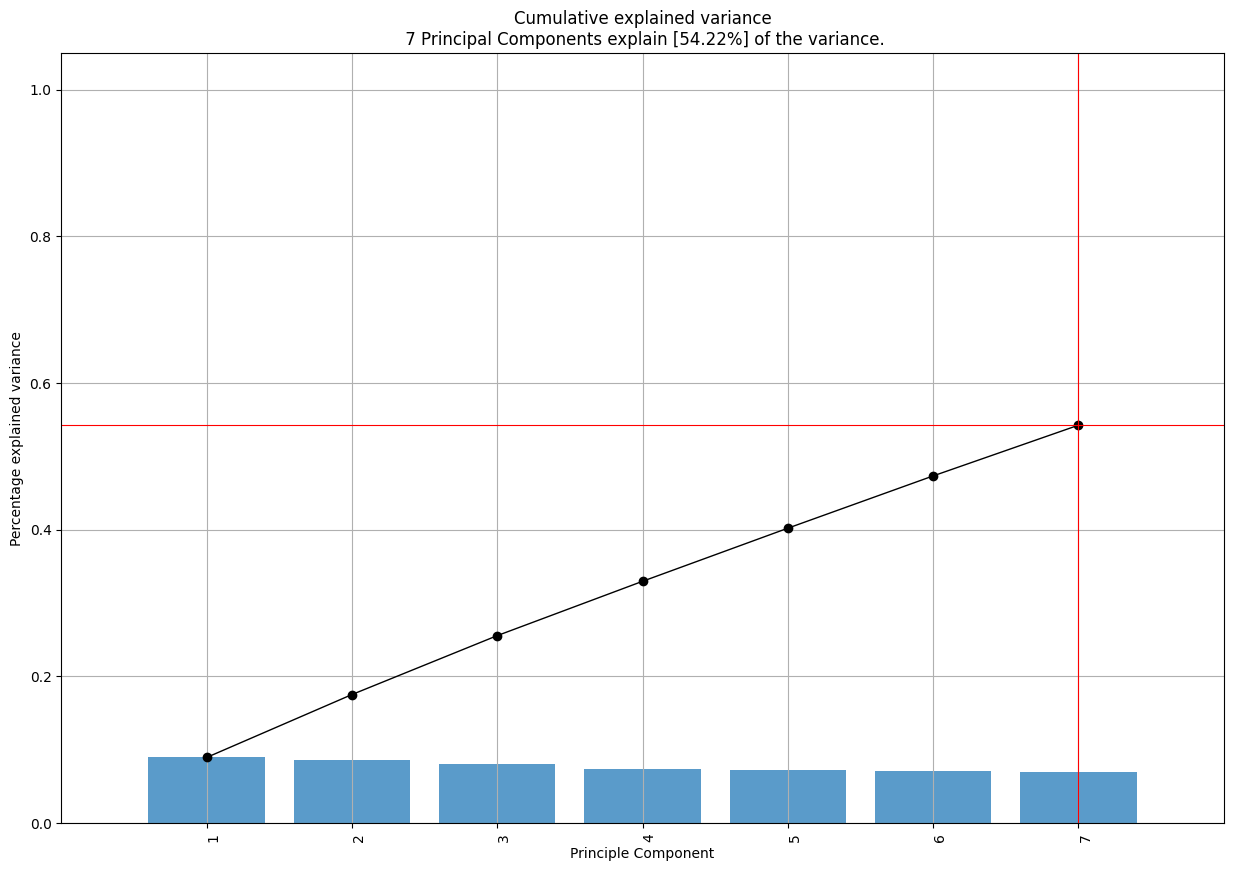 Cumulative explained variance
7 Principal Components explain [54.22%] of the variance.
Percentage explained variance
1.0
0.8
0.6
0.4
0.2
0.0
1 2 3 4 5 6 7
Principle Component